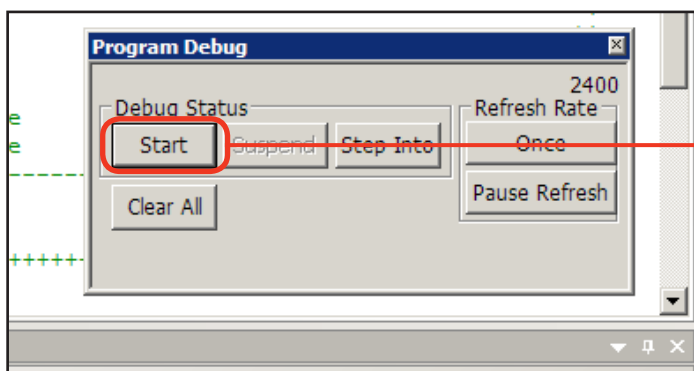 Program Debug
2400
Debug Status
Refresh Rate
Start
Suspend
Step Into
Once
Clear All
Pause Refresh
e
e
-------
++++++